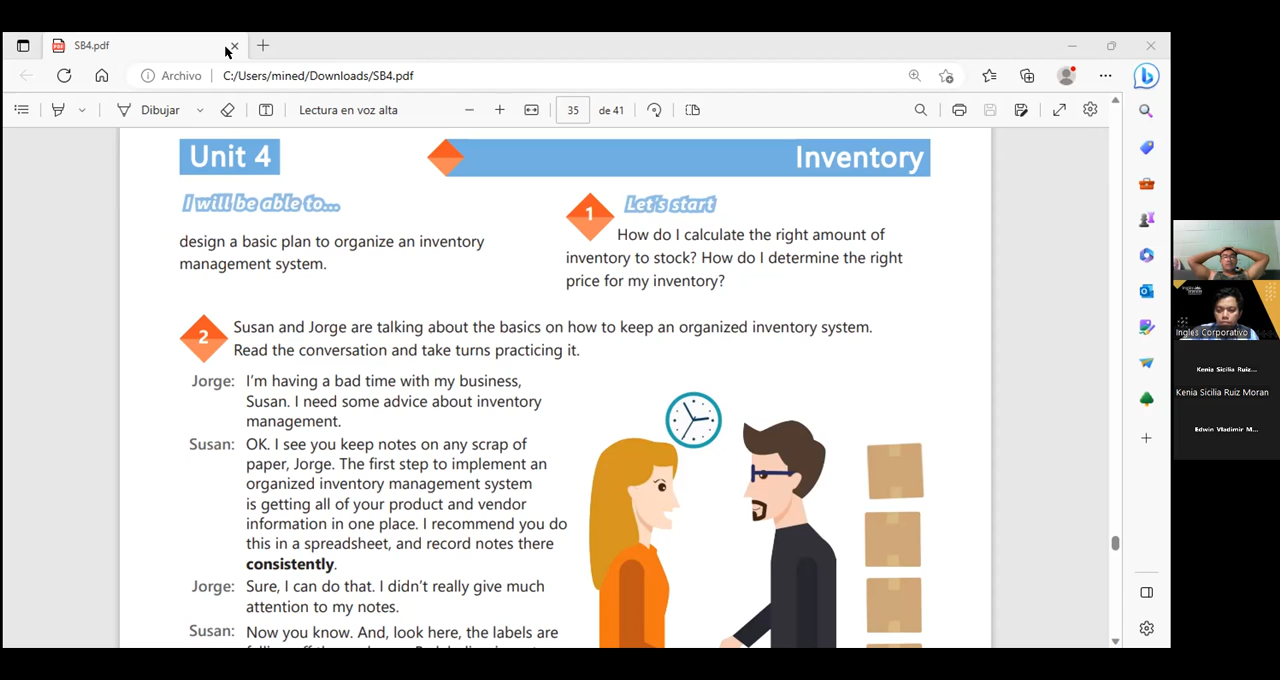 SB4.pdf
Archivo
C:/Users/mined/Downloads/SB4.pdf
Dibujar
Lectura en voz alta
35
de 41
Unit 4
Inventory
I will be able to...
design a basic plan to organize an inventory
management system.
1
Let's start
How do I calculate the right amount of
inventory to stock? How do I determine the right
price for my inventory?
2
Susan and Jorge are talking about the basics on how to keep an organized inventory system.
Read the conversation and take turns practicing it.
Jorge: I'm having a bad time with my business,
Susan. I need some advice about inventory
management.
Susan: OK. I see you keep notes on any scrap of
paper, Jorge. The first step to implement an
organized inventory management system
is getting all of your product and vendor
information in one place. I recommend you do
this in a spreadsheet, and record notes there
consistently.
Jorge: Sure, I can do that. I didn't really give much
attention to my notes.
Susan: Now you know. And, look here, the labels are
Ingles Corporativo
Kenia Sicilia Ruiz...
Kenia Sicilia Ruiz Moran
Edwin Vladimir M...